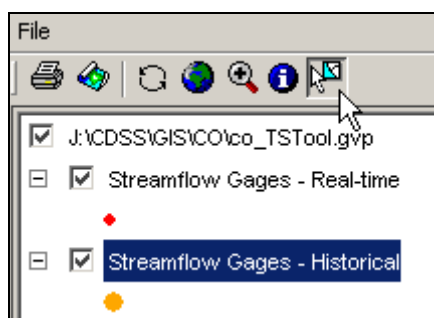 File
J:\CDSS\GIS\CO\co_TSTool.gvp
Streamflow Gages - Real-time
Streamflow Gages - Historical